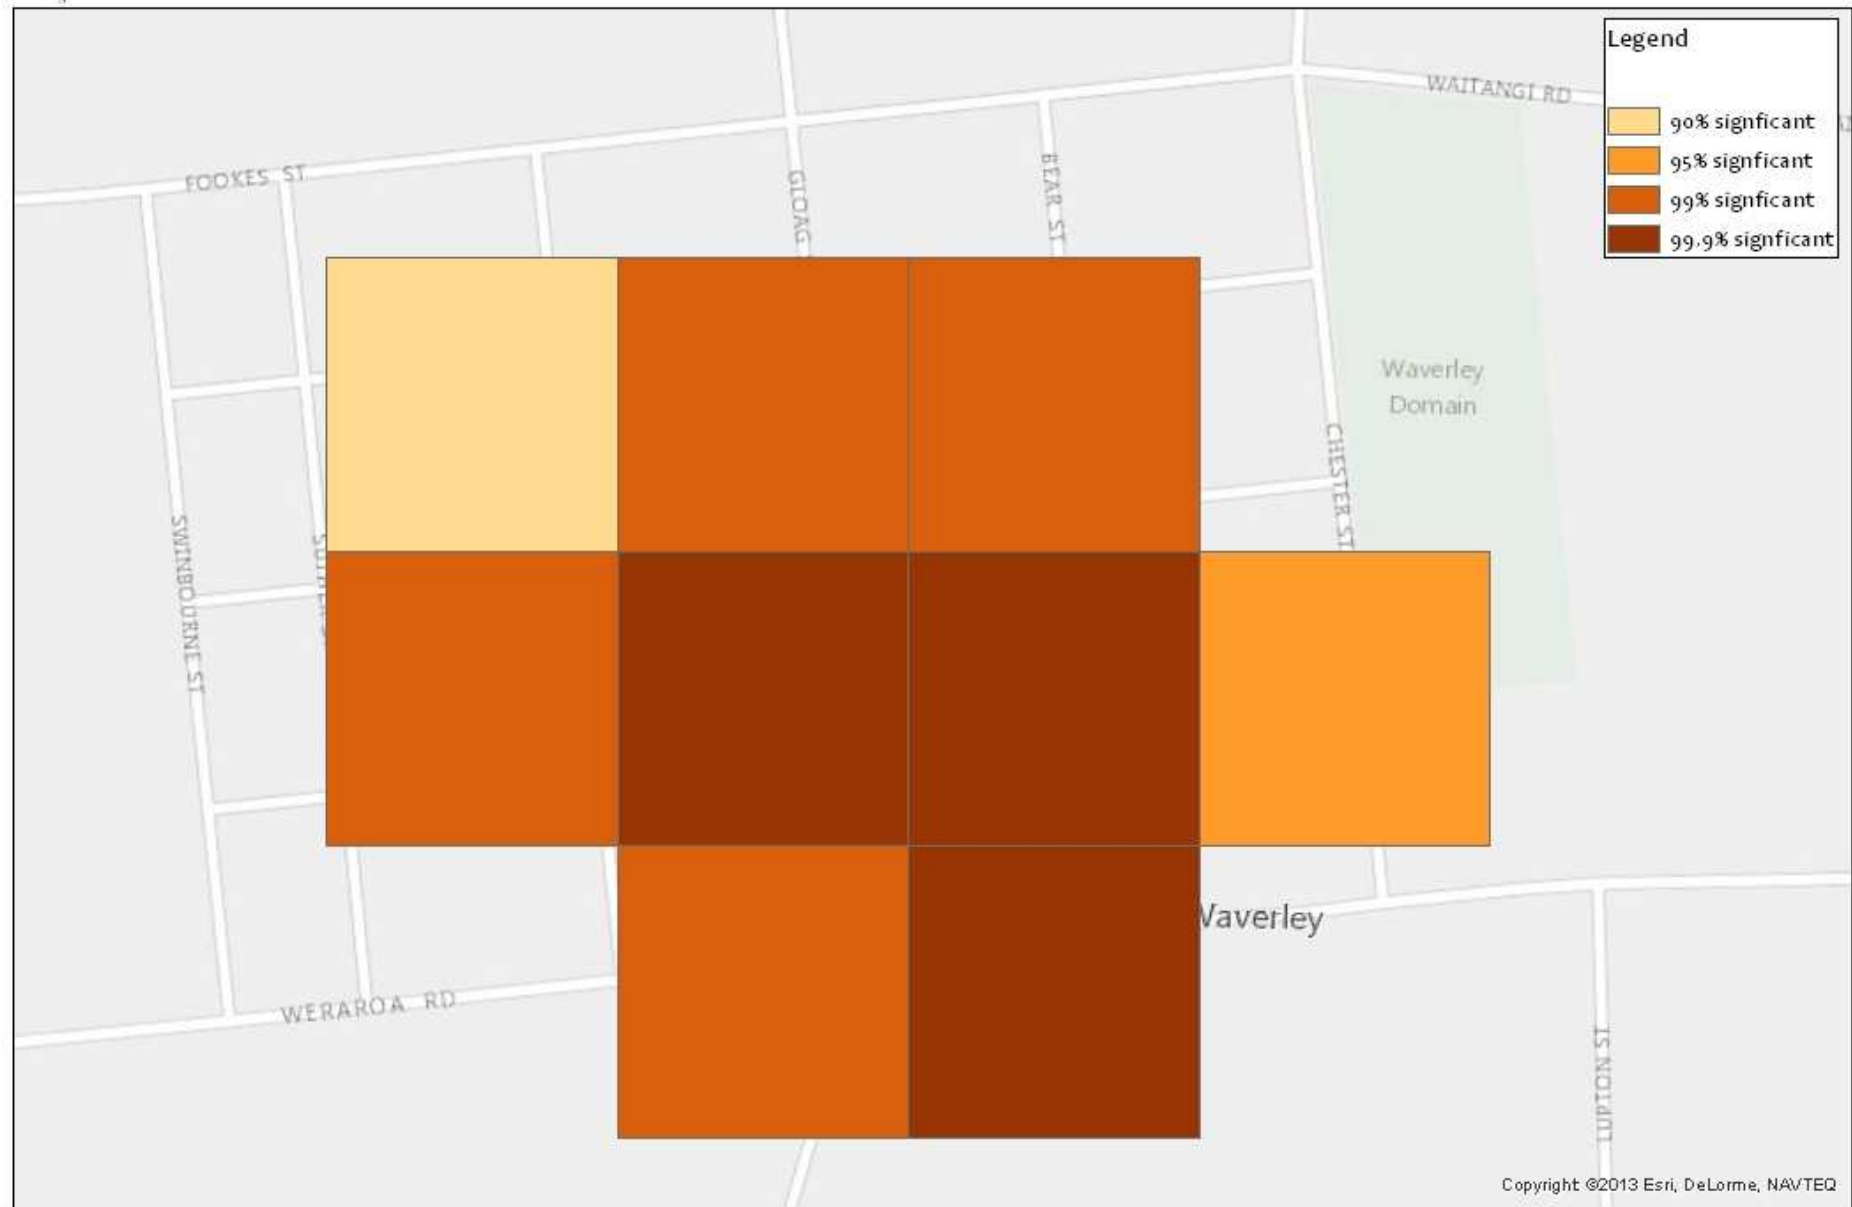 Legend
WAITANGI RD
90% signficant
95% signficant
99% signficant
99.9% signficant
FOOKES ST
GLOAG
BEAR ST
Waverley
Domain
CHESTER ST
SWINBOURNE ST
Waverley
WERAROA RD
LUPTON ST
Copyright ©2013 Esri, DeLorme, NAVTEQ